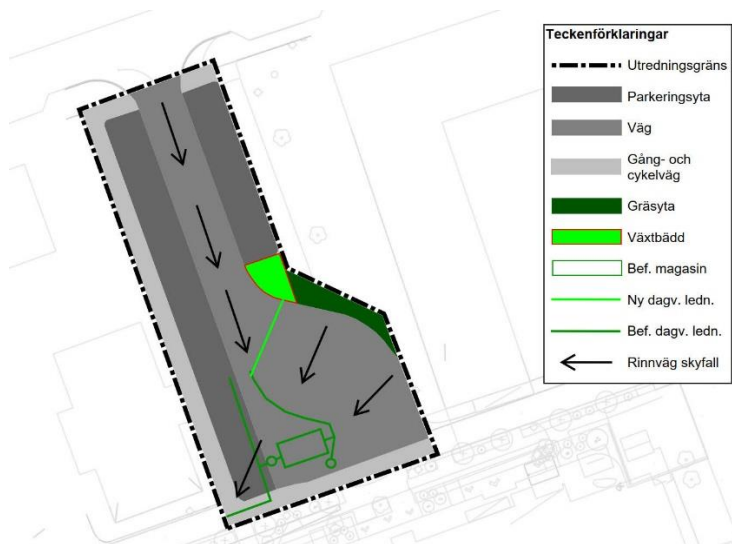 Teckenförklaringar
Utredningsgräns
Parkeringsyta
Väg
Gång- och
cykelväg
Gräsyta
Växtbädd
Bef. magasin
Ny dagv. ledn.
Bef. dagv. ledn.
Rinnväg skyfall